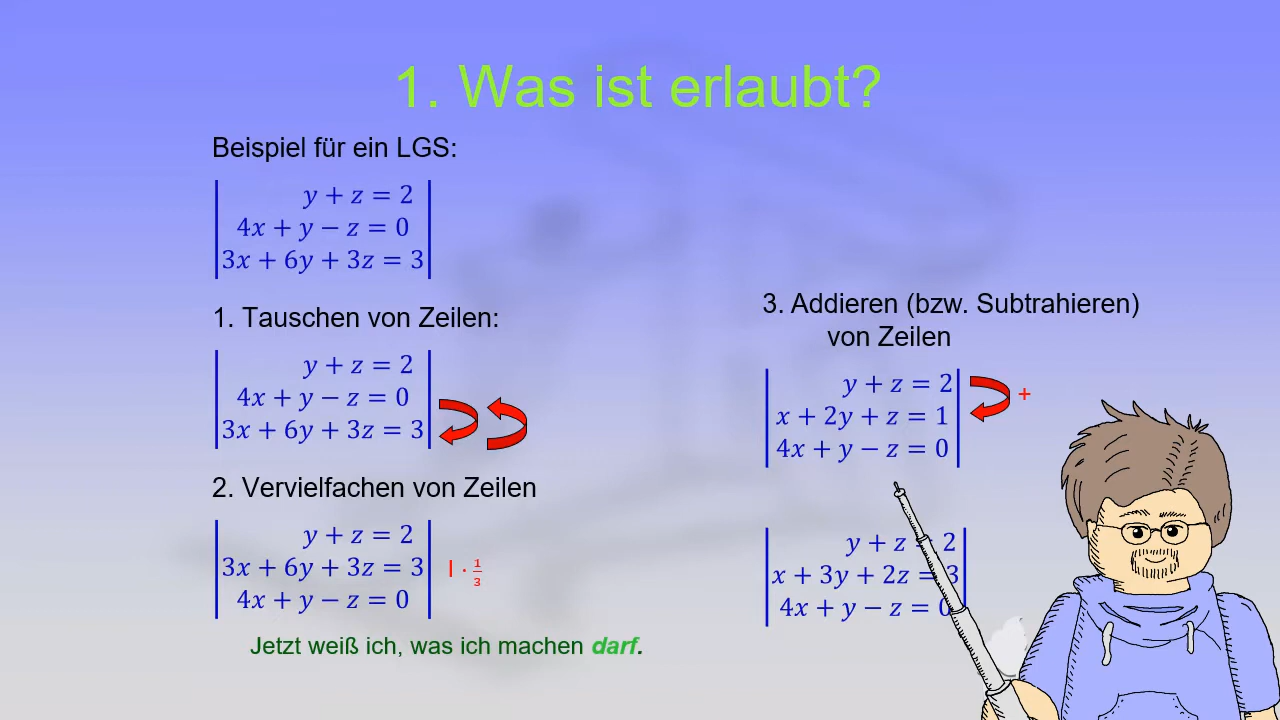 1. Was ist erlaubt?
Beispiel für ein LGS:
y + z = 2
4x + y − z = 0
3x + 6y + 3z = 3
1. Tauschen von Zeilen:
y + z = 2
4x + y − z = 0
3x + 6y + 3z = 3
2. Vervielfachen von Zeilen
y + z = 2
3x + 6y + 3z = 3 | · 1/3
4x + y − z = 0
Jetzt weiß ich, was ich machen darf.
3. Addieren (bzw. Subtrahieren)
von Zeilen
y + z = 2 +
x + 2y + z = 1
4x + y − z = 0
y + z = 2
x + 3y + 2z = 3
4x + y − z = 0